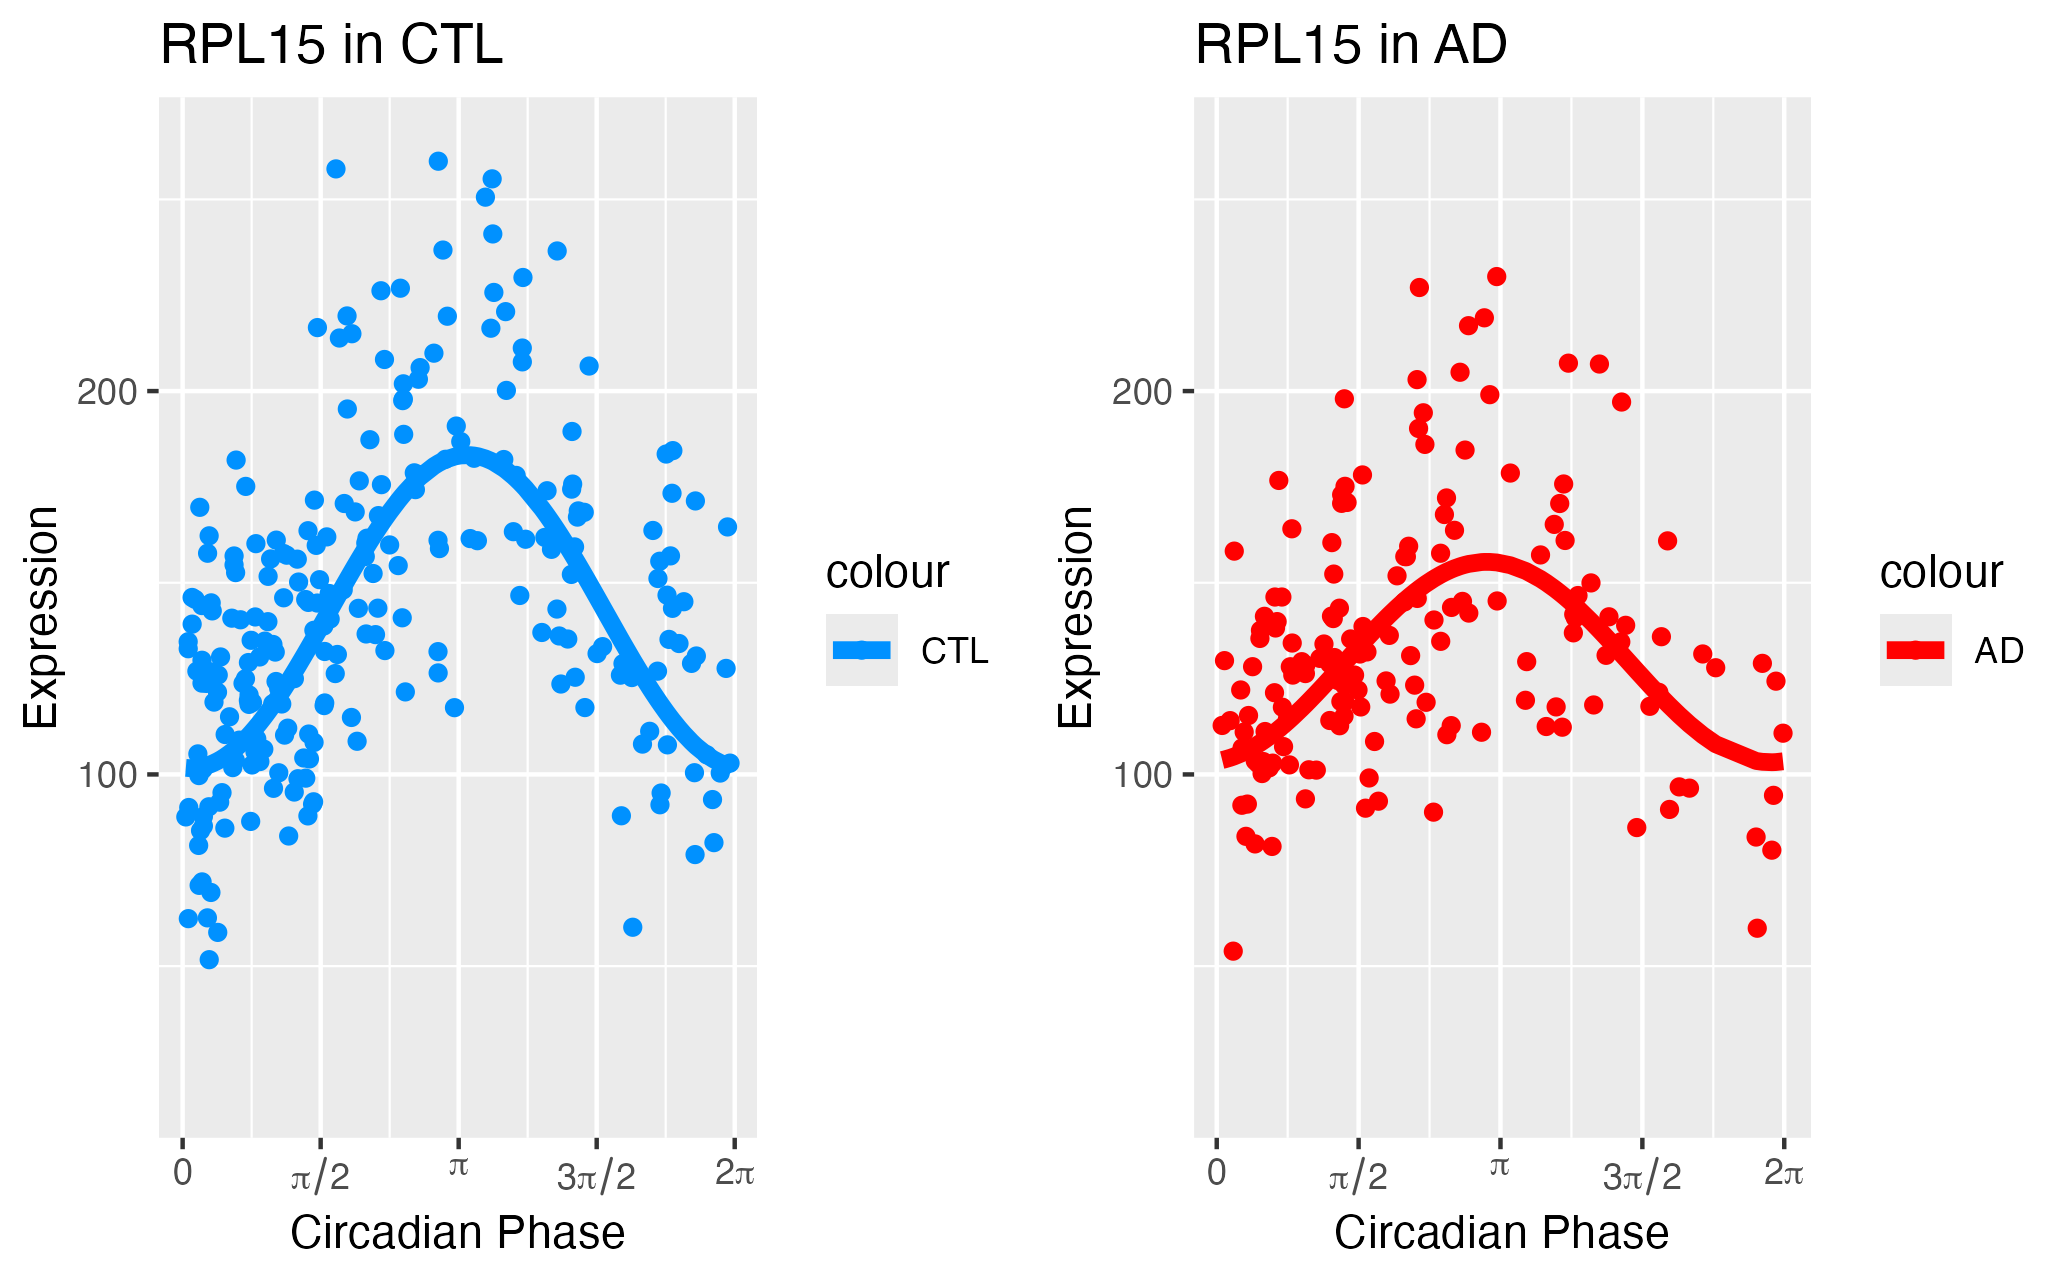 RPL15 in CTL
Expression
200
100
0 π/2 π 3π/2 2π
Circadian Phase
colour
CTL
RPL15 in AD
Expression
200
100
0 π/2 π 3π/2 2π
Circadian Phase
colour
AD